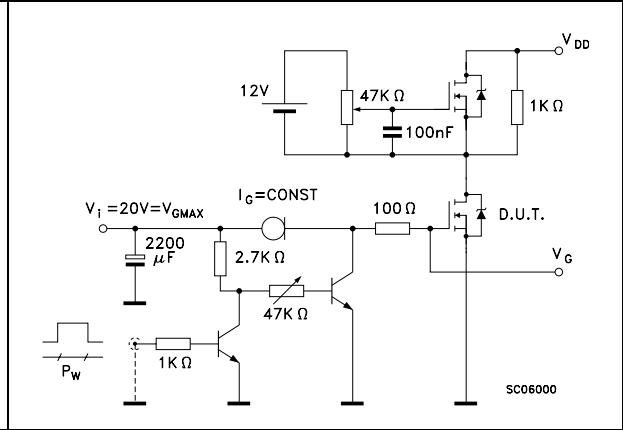 V DD
12V
47K Ω
1K Ω
100nF
V i =20V=V GMAX
I G =CONST
100 Ω
D.U.T.
2200
μF
2.7K Ω
V G
47K Ω
1K Ω
P W
SC06000